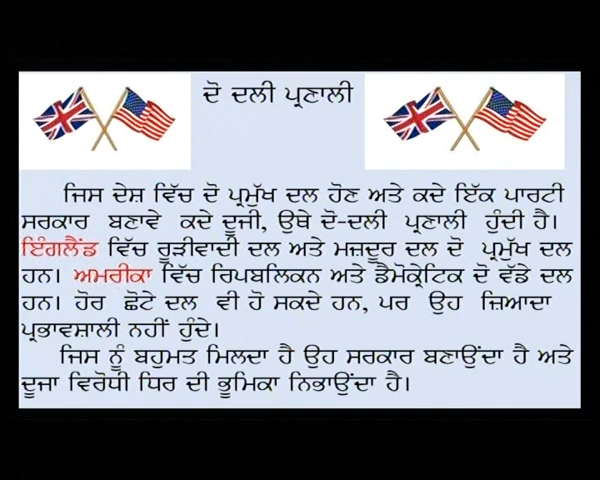 ਦੋ ਦਲੀ ਪ੍ਰਣਾਲੀ
ਜਿਸ ਦੇਸ਼ ਵਿੱਚ ਦੋ ਪ੍ਰਮੁੱਖ ਦਲ ਹੋਣ ਅਤੇ ਕਦੇ ਇੱਕ ਪਾਰਟੀ
ਸਰਕਾਰ ਬਣਾਵੇ ਕਦੇ ਦੂਜੀ, ਉਥੇ ਦੋ-ਦਲੀ ਪ੍ਰਣਾਲੀ ਹੁੰਦੀ ਹੈ।
ਇੰਗਲੈਂਡ ਵਿੱਚ ਰੂੜੀਵਾਦੀ ਦਲ ਅਤੇ ਮਜ਼ਦੂਰ ਦਲ ਦੋ ਪ੍ਰਮੁੱਖ ਦਲ
ਹਨ। ਅਮਰੀਕਾ ਵਿੱਚ ਰਿਪਬਲਿਕਨ ਅਤੇ ਡੈਮੋਕ੍ਰੇਟਿਕ ਦੋ ਵੱਡੇ ਦਲ
ਹਨ। ਹੋਰ ਛੋਟੇ ਦਲ ਵੀ ਹੋ ਸਕਦੇ ਹਨ, ਪਰ ਉਹ ਜ਼ਿਆਦਾ
ਪ੍ਰਭਾਵਸ਼ਾਲੀ ਨਹੀਂ ਹੁੰਦੇ।
ਜਿਸ ਨੂੰ ਬਹੁਮਤ ਮਿਲਦਾ ਹੈ ਉਹ ਸਰਕਾਰ ਬਣਾਉਂਦਾ ਹੈ ਅਤੇ
ਦੂਜਾ ਵਿਰੋਧੀ ਧਿਰ ਦੀ ਭੂਮਿਕਾ ਨਿਭਾਉਂਦਾ ਹੈ।